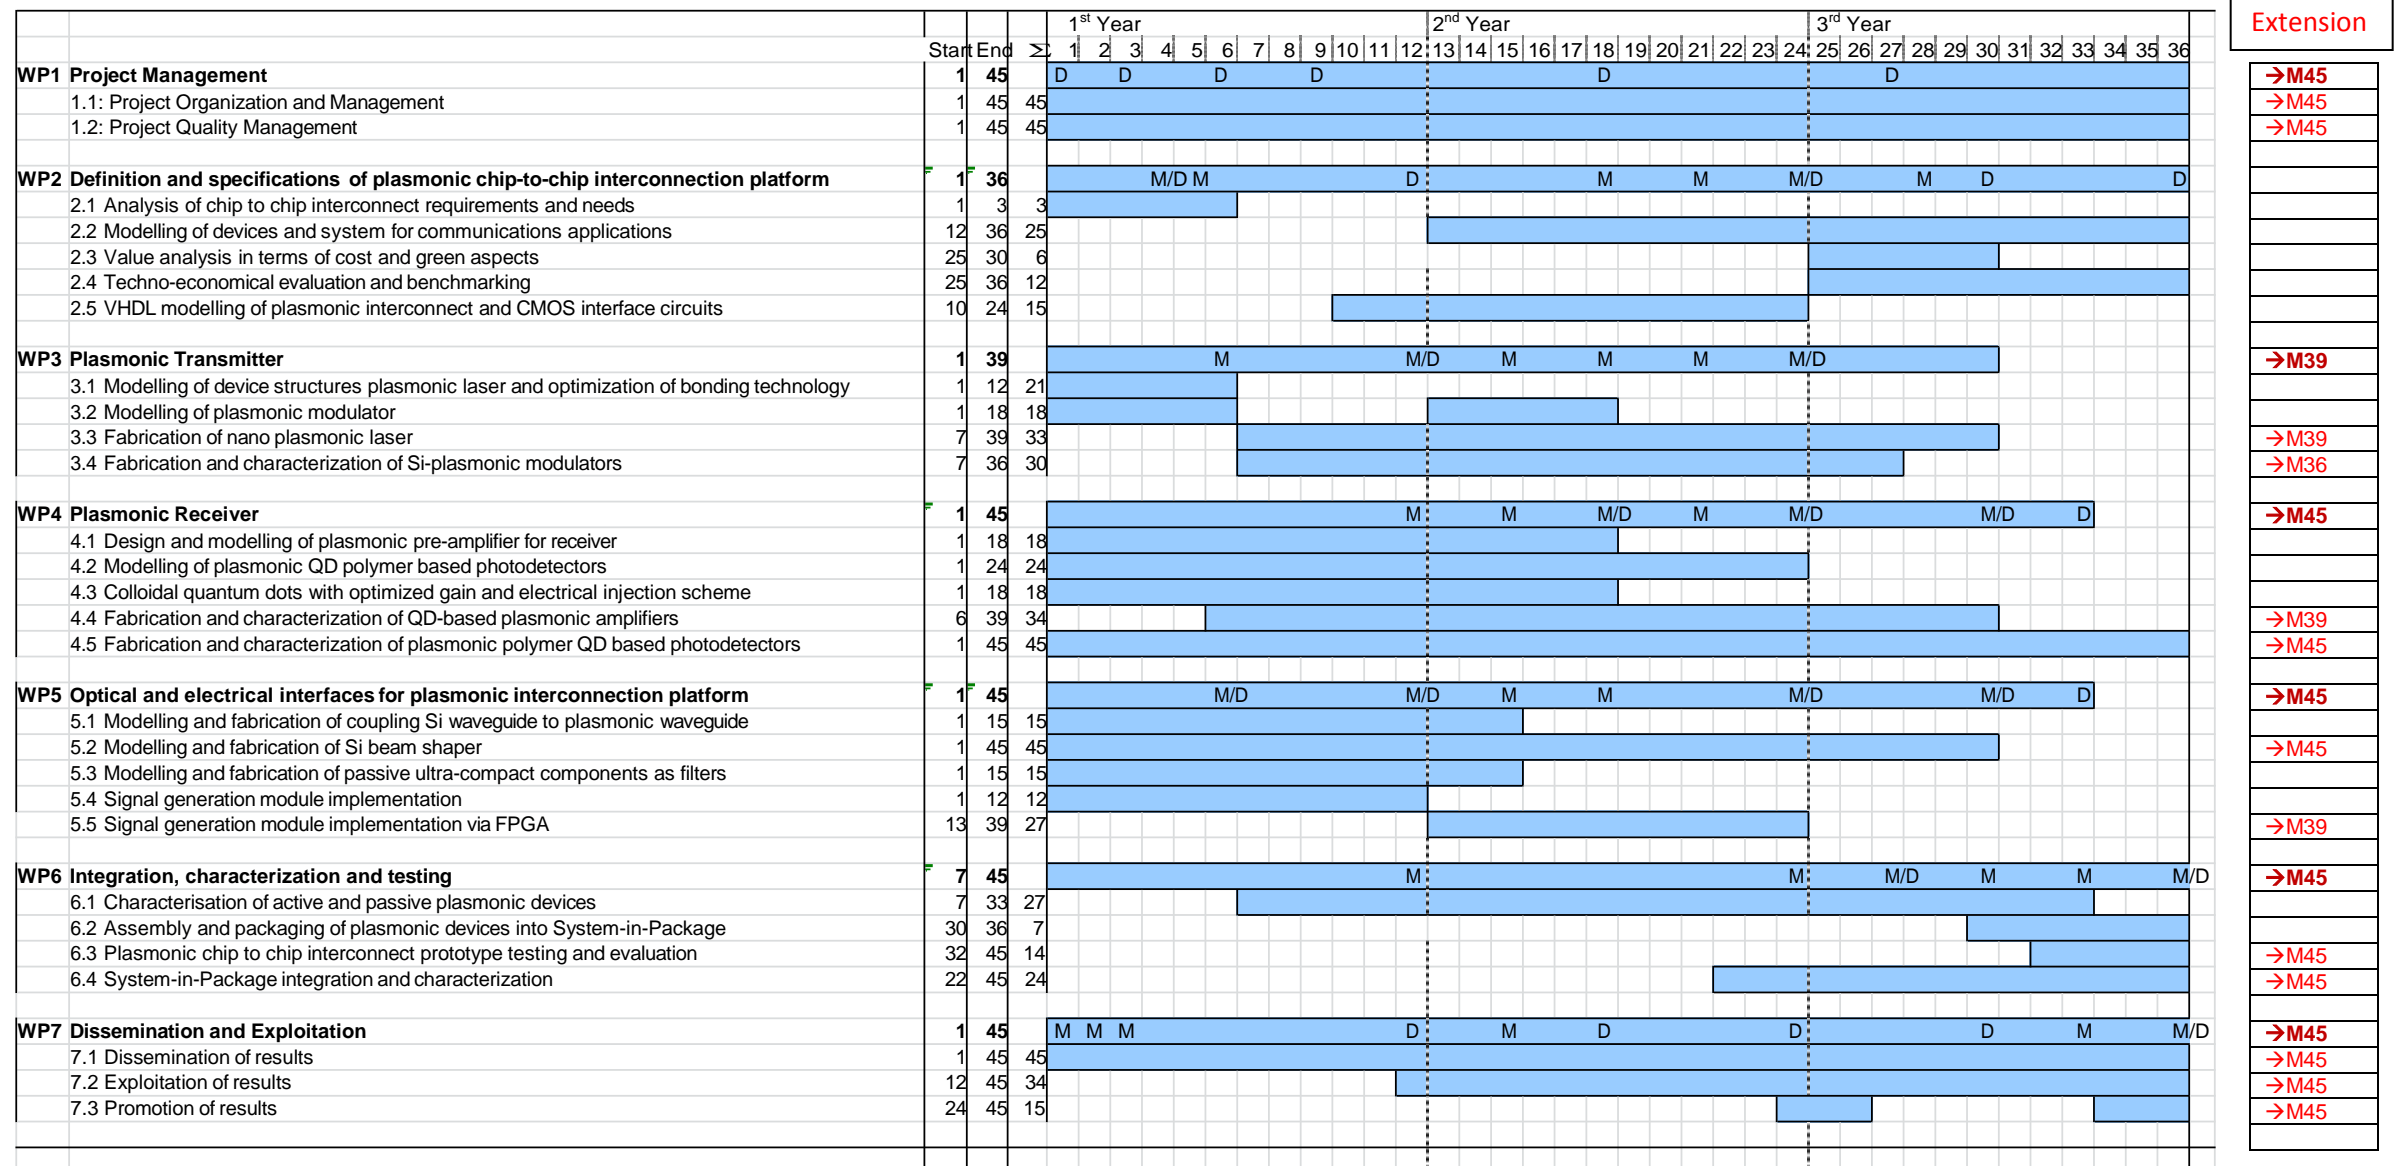 1st Year 2nd Year 3rd Year Extension
Start End Σ 1 2 3 4 5 6 7 8 9 10 11 12 13 14 15 16 17 18 19 20 21 22 23 24 25 26 27 28 29 30 31 32 33 34 35 36
WP1 Project Management 1 45 D D D D D D →M45
1.1: Project Organization and Management 1 45 45 →M45
1.2: Project Quality Management 1 45 45 →M45
WP2 Definition and specifications of plasmonic chip-to-chip interconnection platform 1 36 M/D M D M M M/D M D D
2.1 Analysis of chip to chip interconnect requirements and needs 1 3 3
2.2 Modelling of devices and system for communications applications 12 36 25
2.3 Value analysis in terms of cost and green aspects 25 30 6
2.4 Techno-economical evaluation and benchmarking 25 36 12
2.5 VHDL modelling of plasmonic interconnect and CMOS interface circuits 10 24 15
WP3 Plasmonic Transmitter 1 39 M M/D M M M M/D →M39
3.1 Modelling of device structures plasmonic laser and optimization of bonding technology 1 12 21
3.2 Modelling of plasmonic modulator 1 18 18
3.3 Fabrication of nano plasmonic laser 7 39 33 →M39
3.4 Fabrication and characterization of Si-plasmonic modulators 7 36 30 →M36
WP4 Plasmonic Receiver 1 45 M M M/D M M/D M/D D →M45
4.1 Design and modelling of plasmonic pre-amplifier for receiver 1 18 18
4.2 Modelling of plasmonic QD polymer based photodetectors 1 24 24
4.3 Colloidal quantum dots with optimized gain and electrical injection scheme 1 18 18
4.4 Fabrication and characterization of QD-based plasmonic amplifiers 6 39 34 →M39
4.5 Fabrication and characterization of plasmonic polymer QD based photodetectors 1 45 45 →M45
WP5 Optical and electrical interfaces for plasmonic interconnection platform 1 45 M/D M/D M M M/D M/D D →M45
5.1 Modelling and fabrication of coupling Si waveguide to plasmonic waveguide 1 15 15
5.2 Modelling and fabrication of Si beam shaper 1 45 45 →M45
5.3 Modelling and fabrication of passive ultra-compact components as filters 1 15 15
5.4 Signal generation module implementation 1 12 12
5.5 Signal generation module implementation via FPGA 13 39 27 →M39
WP6 Integration, characterization and testing 7 45 M M M/D M M M/D →M45
6.1 Characterisation of active and passive plasmonic devices 7 33 27
6.2 Assembly and packaging of plasmonic devices into System-in-Package 30 36 7
6.3 Plasmonic chip to chip interconnect prototype testing and evaluation 32 45 14 →M45
6.4 System-in-Package integration and characterization 22 45 24 →M45
WP7 Dissemination and Exploitation 1 45 M M M D M D D D M M/D →M45
7.1 Dissemination of results 1 45 45 →M45
7.2 Exploitation of results 12 45 34 →M45
7.3 Promotion of results 24 45 15 →M45